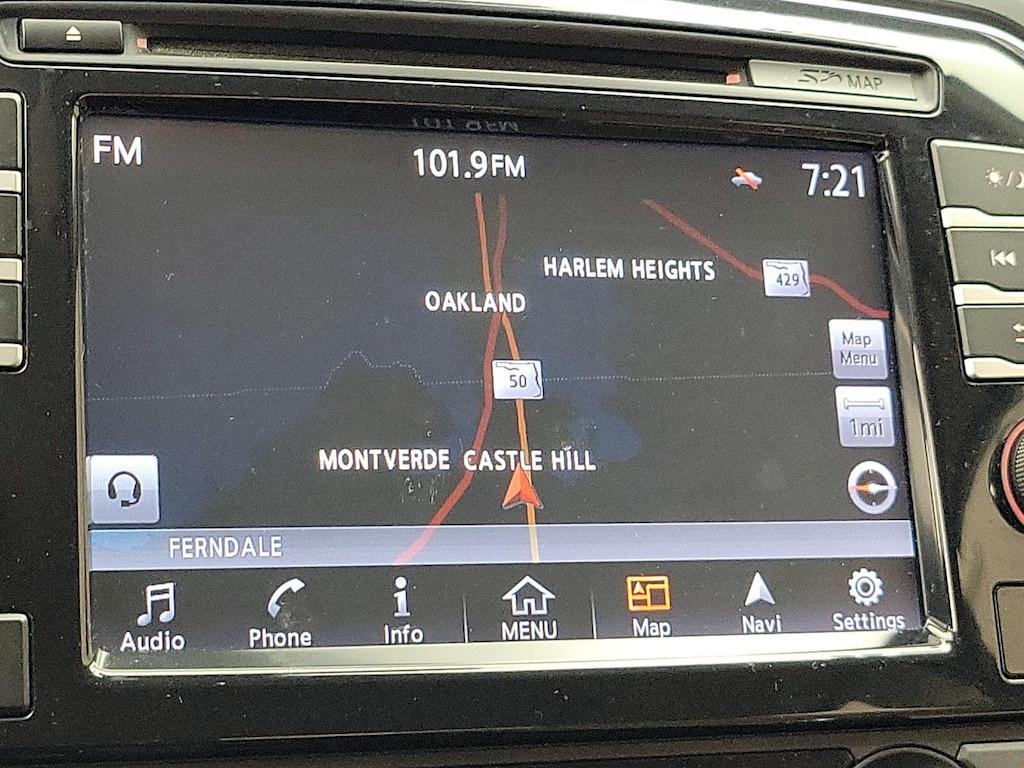 SD MAP
FM
101.9FM
7:21
HARLEM HEIGHTS
429
OAKLAND
Map
Menu
50
1mi
MONTVERDE CASTLE HILL
FERNDALE
Audio
Phone
Info
MENU
Map
Navi
Settings